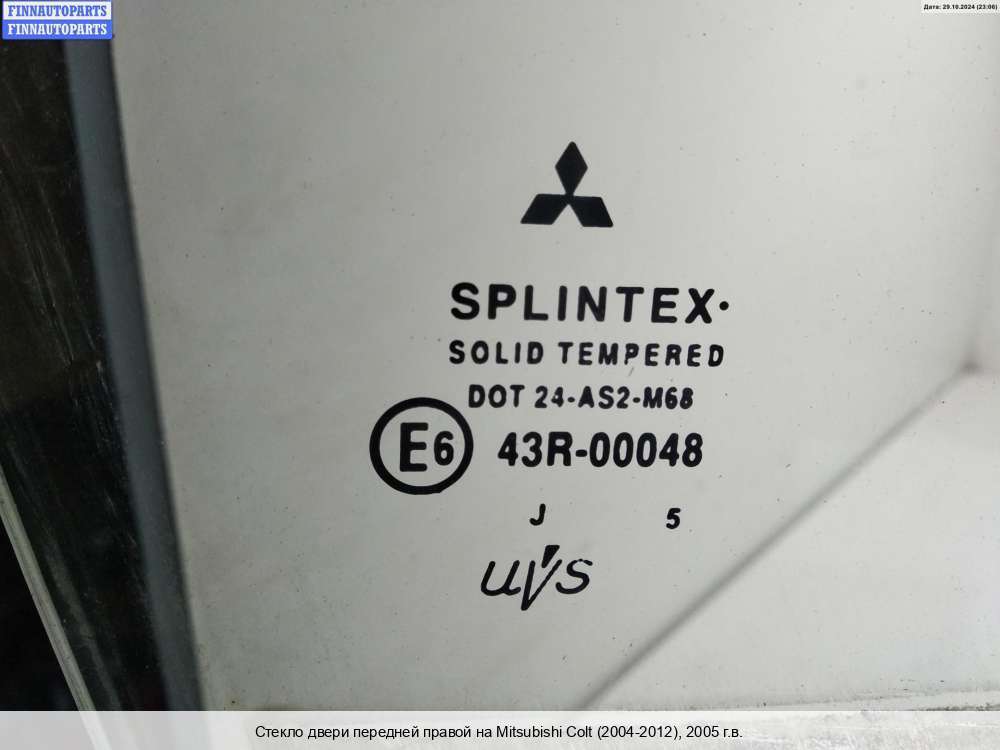 FINNAUTOPARTS
FINNAUTOPARTS
Дата: 29.10.2024 (23:06)
SPLINTEX·
SOLID TEMPERED
DOT 24-AS2-M68
E6 43R-00048
J 5
uVs
Стекло двери передней правой на Mitsubishi Colt (2004-2012), 2005 г.в.